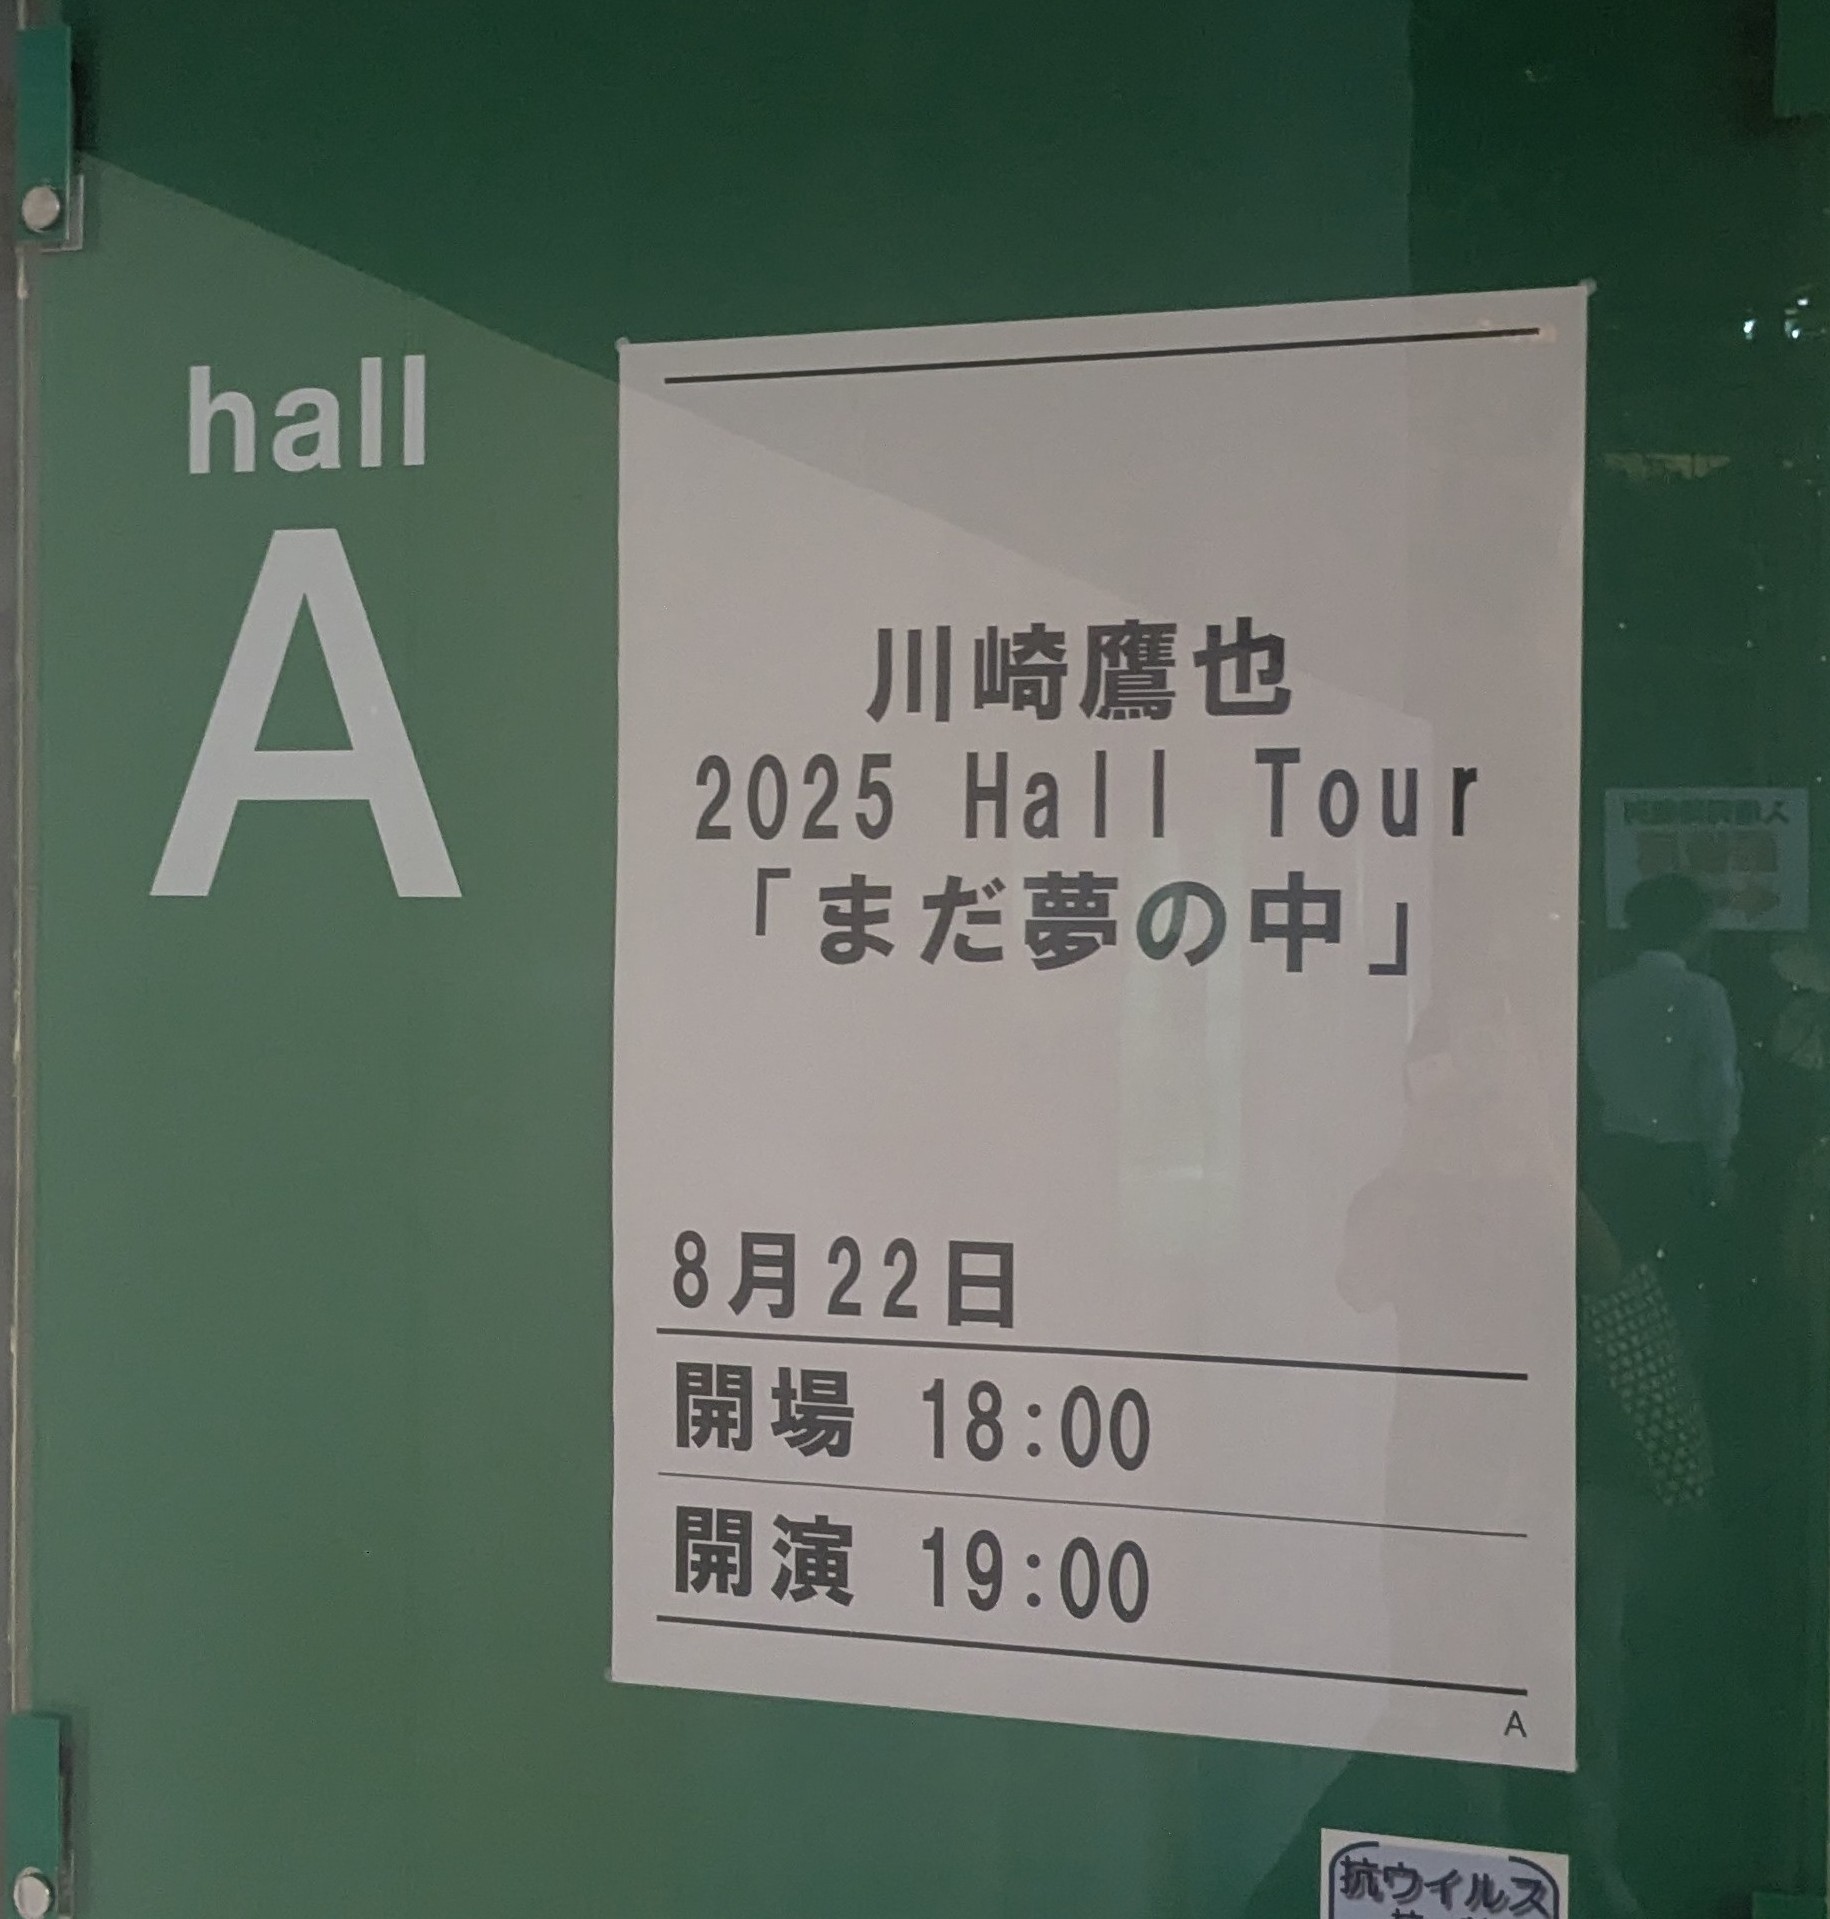 hall
A
川崎鷹也
2025 Hall Tour
「まだ夢の中」
8月22日
開場 18:00
開演 19:00
A
抗ウイルス